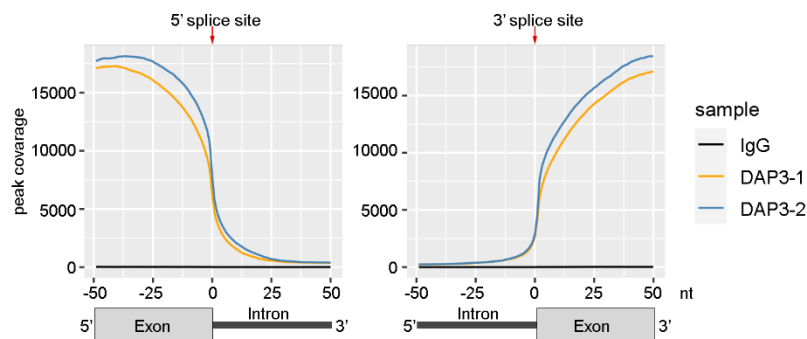 5' splice site
3' splice site
peak covarage
15000
10000
5000
0
-50
-25
0
25
50
15000
10000
5000
0
-50
-25
0
25
50
nt
5'
Exon
Intron
3'
5'
Intron
Exon
3'
sample
IgG
DAP3-1
DAP3-2